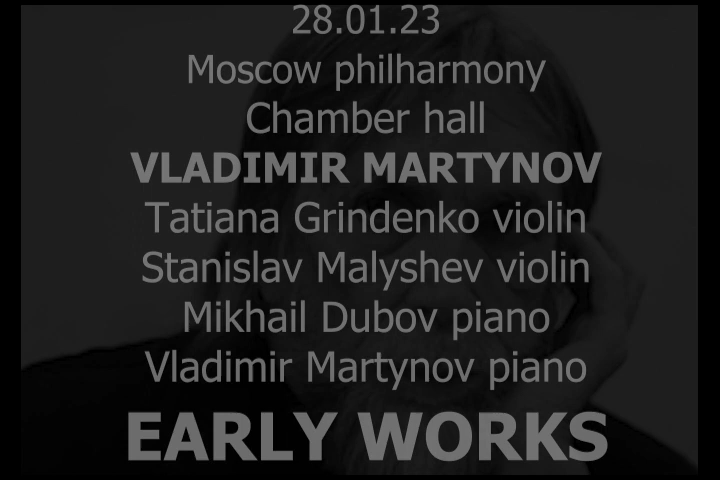 28.01.23
Moscow philharmony
Chamber hall
VLADIMIR MARTYNOV
Tatiana Grindenko violin
Stanislav Malyshev violin
Mikhail Dubov piano
Vladimir Martynov piano
EARLY WORKS